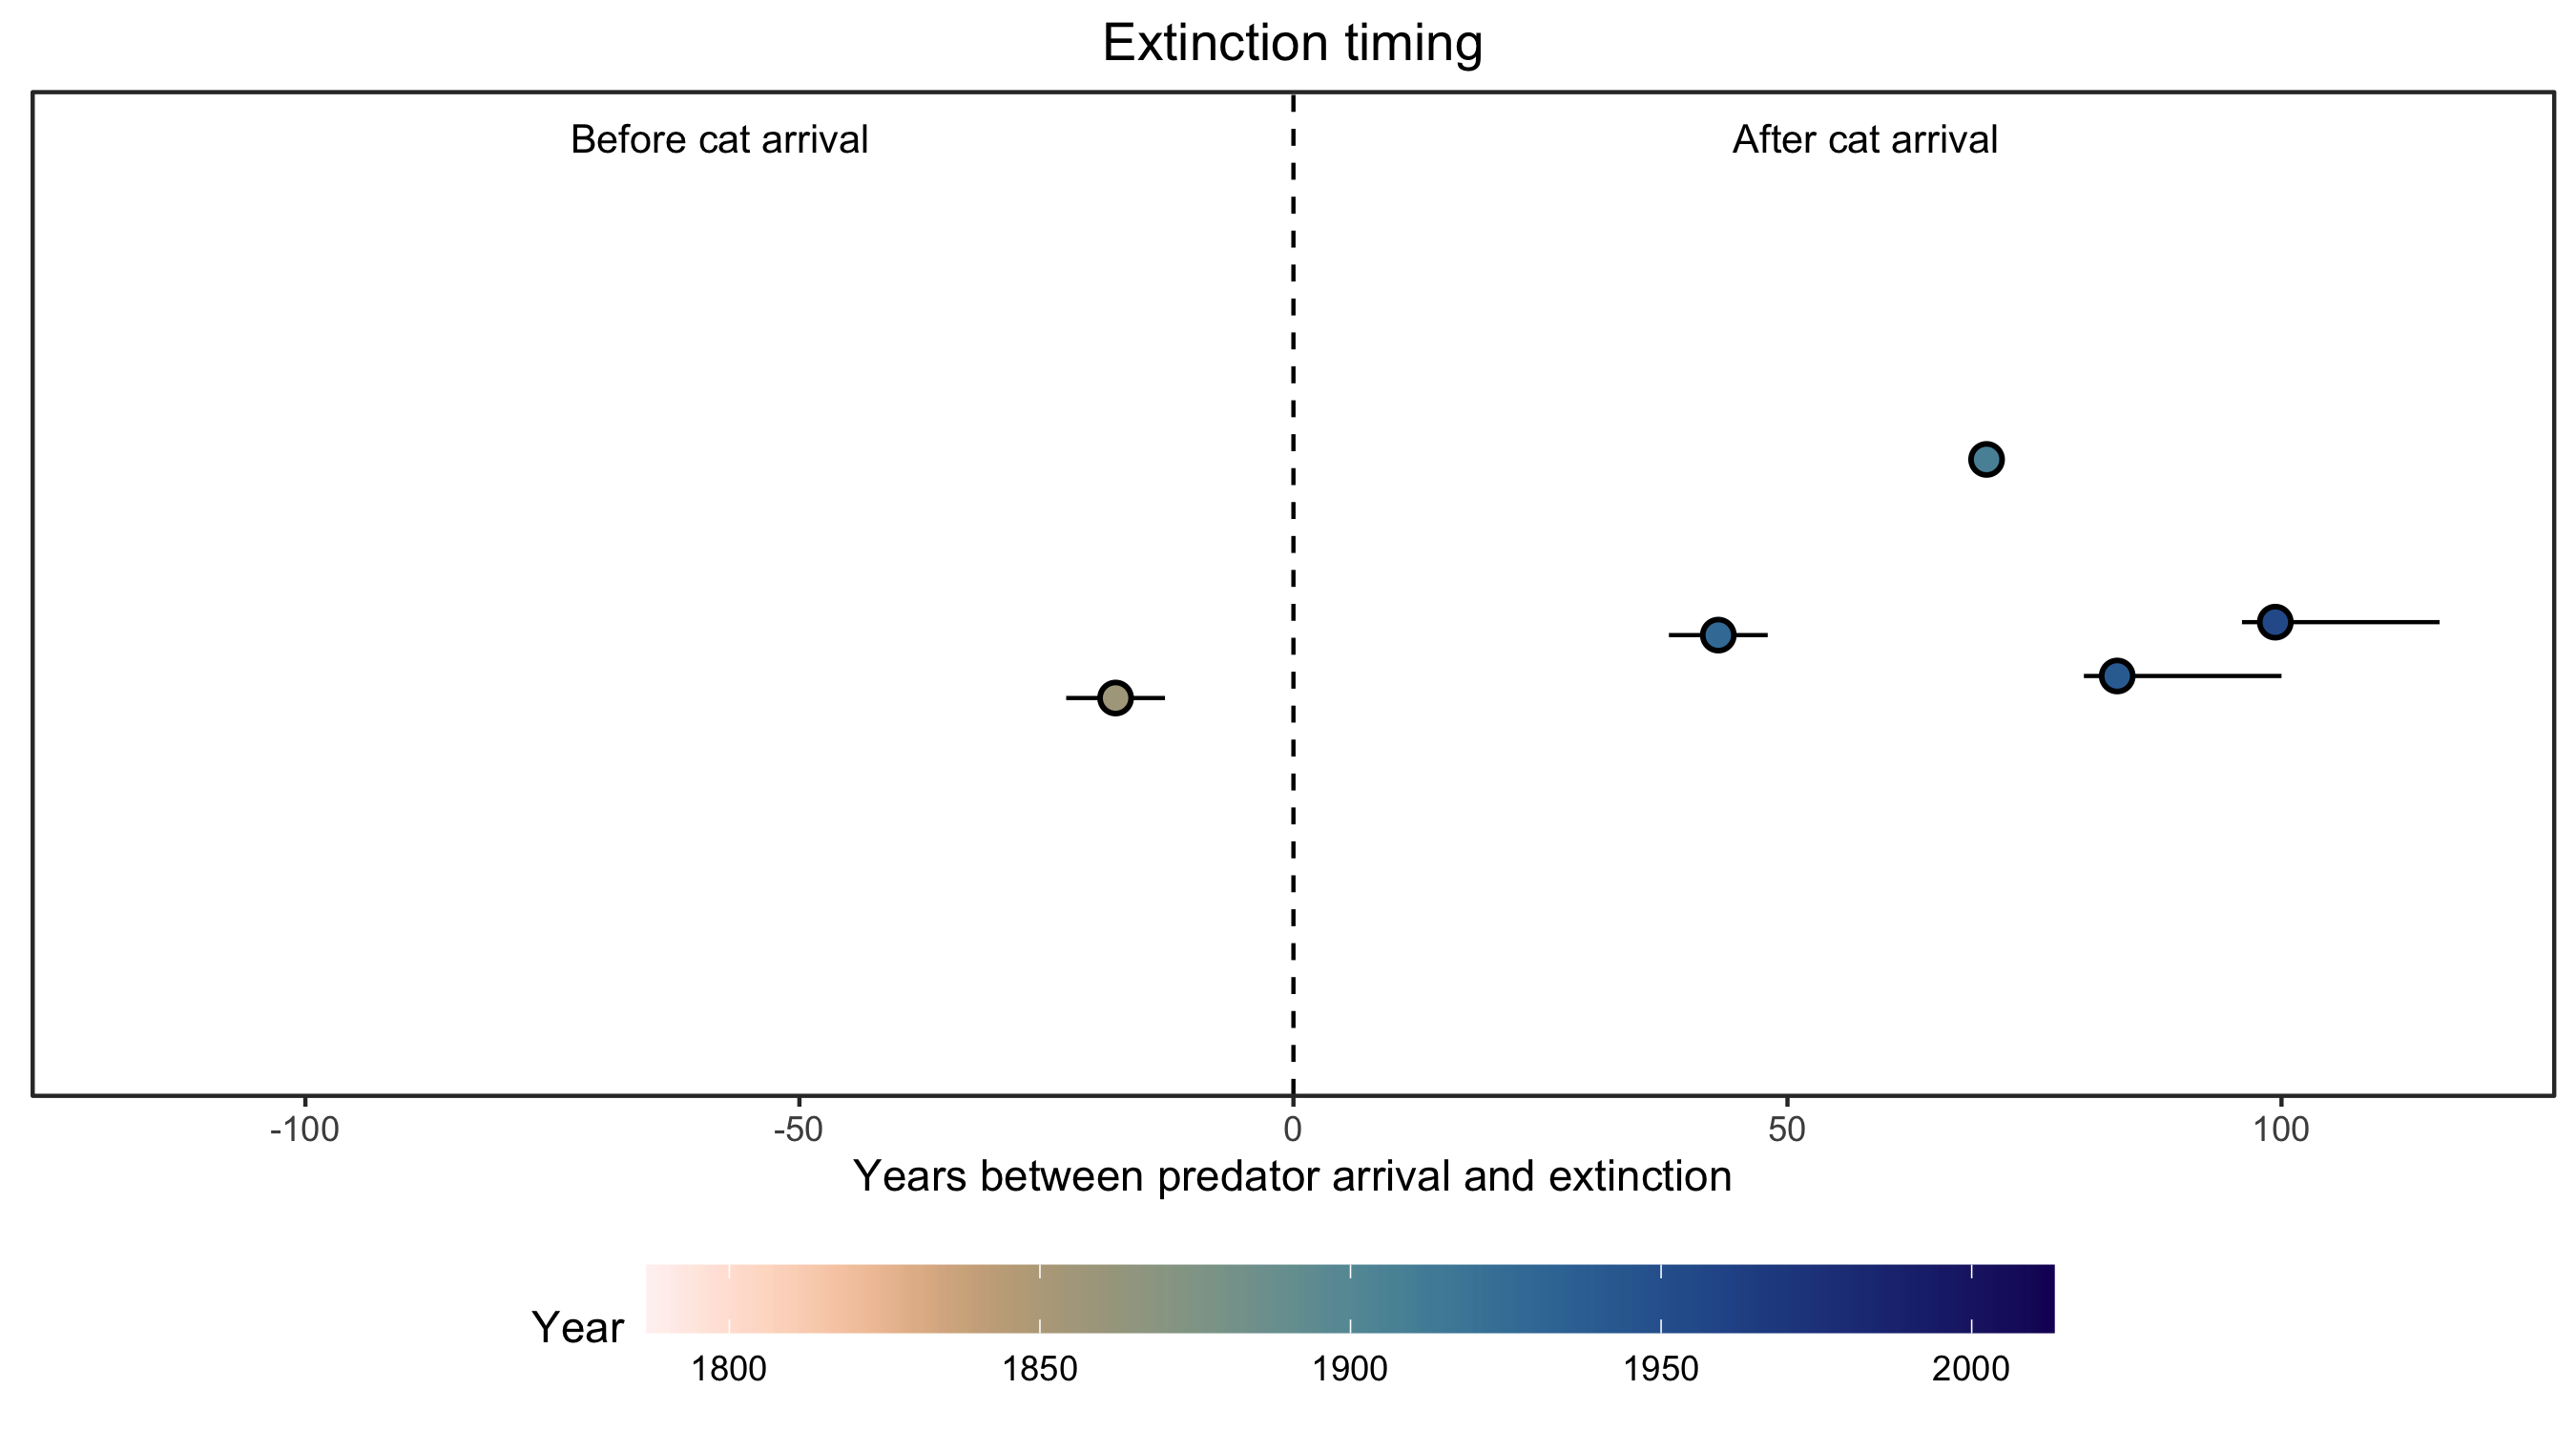 Extinction timing
Before cat arrival After cat arrival
-100 -50 0 50 100
Years between predator arrival and extinction
Year
1800 1850 1900 1950 2000